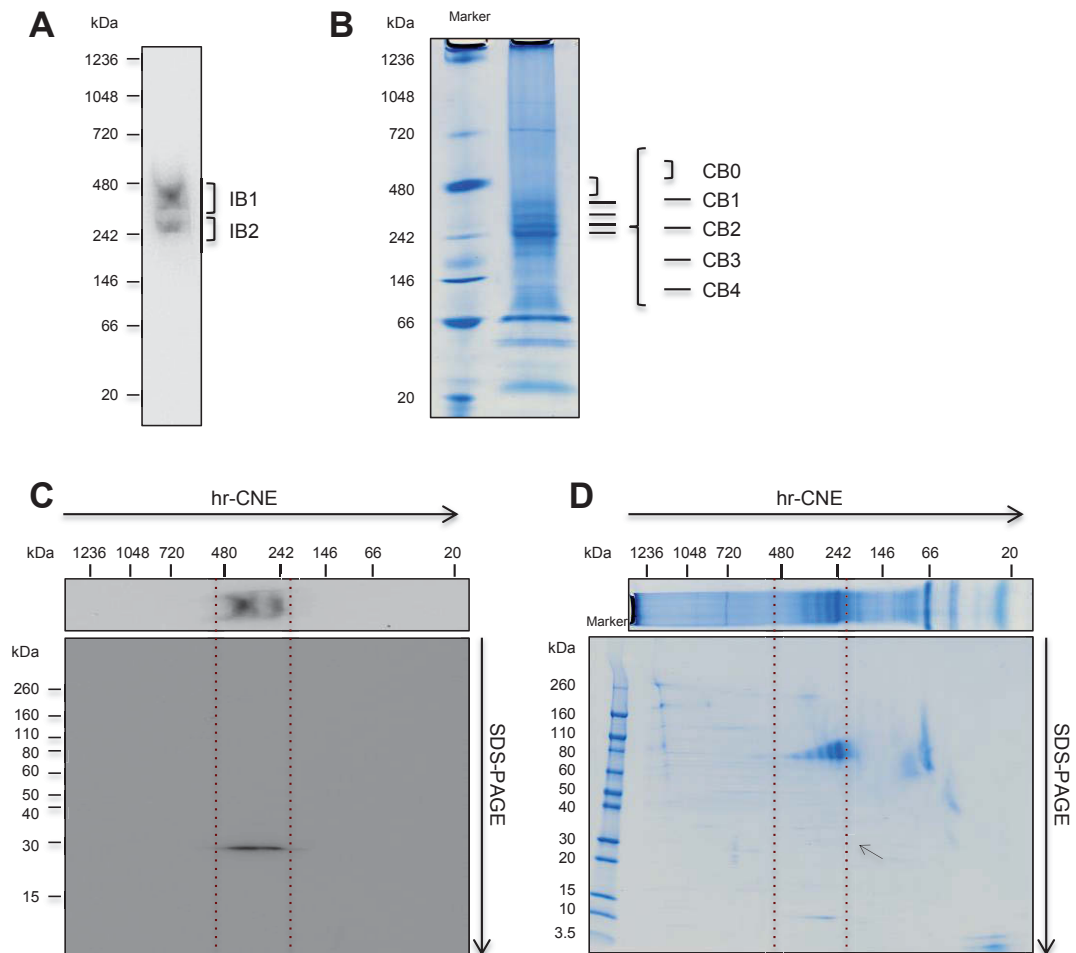 A
kDa
1236
1048
720
480
242
146
66
20
IB1
IB2
B
kDa
Marker
1236
1048
720
480
242
146
66
20
CB0
CB1
CB2
CB3
CB4
C
hr-CNE
kDa 1236 1048 720 480 242 146 66 20
kDa
260
160
110
80
60
50
40
30
15
SDS-PAGE
D
hr-CNE
kDa 1236 1048 720 480 242 146 66 20
Marker
kDa
260
160
110
80
60
50
40
30
20
15
10
3.5
SDS-PAGE